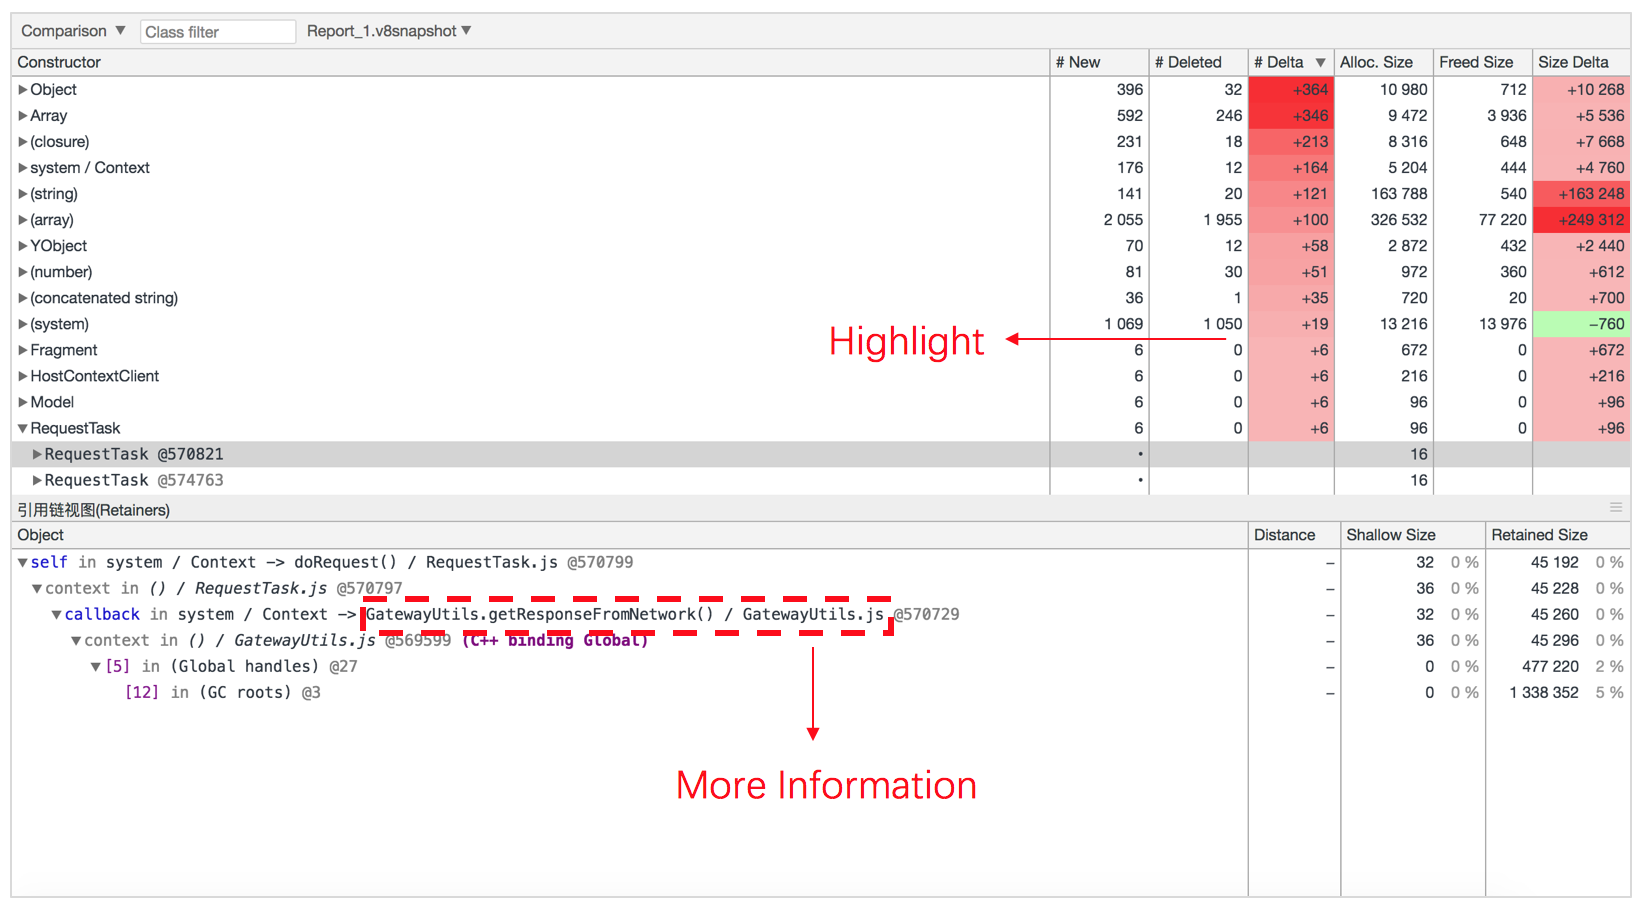 Comparison ▼ Class filter Report_1.v8snapshot ▼
Constructor # New # Deleted # Delta ▼ Alloc. Size Freed Size Size Delta
▶Object 396 32 +364 10 980 712 +10 268
▶Array 592 246 +346 9 472 3 936 +5 536
▶(closure) 231 18 +213 8 316 648 +7 668
▶system / Context 176 12 +164 5 204 444 +4 760
▶(string) 141 20 +121 163 788 540 +163 248
▶(array) 2 055 1 955 +100 326 532 77 220 +249 312
▶YObject 70 12 +58 2 872 432 +2 440
▶(number) 81 30 +51 972 360 +612
▶(concatenated string) 36 1 +35 720 20 +700
▶(system) 1 069 1 050 +19 13 216 13 976 −760
Highlight
▶Fragment 6 0 +6 672 0 +672
▶HostContextClient 6 0 +6 216 0 +216
▶Model 6 0 +6 96 0 +96
▼RequestTask 6 0 +6 96 0 +96
▶RequestTask @570821 • 16
▶RequestTask @574763 • 16
引用链视图(Retainers)
Object Distance Shallow Size Retained Size
▼self in system / Context -> doRequest() / RequestTask.js @570799 − 32 0 % 45 192 0 %
▼context in () / RequestTask.js @570797 − 36 0 % 45 228 0 %
▼callback in system / Context -> GatewayUtils.getResponseFromNetwork() / GatewayUtils.js @570729 − 32 0 % 45 260 0 %
▼context in () / GatewayUtils.js @569599 (C++ binding Global) 36 0 % 45 296 0 %
▼[5] in (Global handles) @27 − 0 0 % 477 220 2 %
[12] in (GC roots) @3 − 0 0 % 1 338 352 5 %
More Information